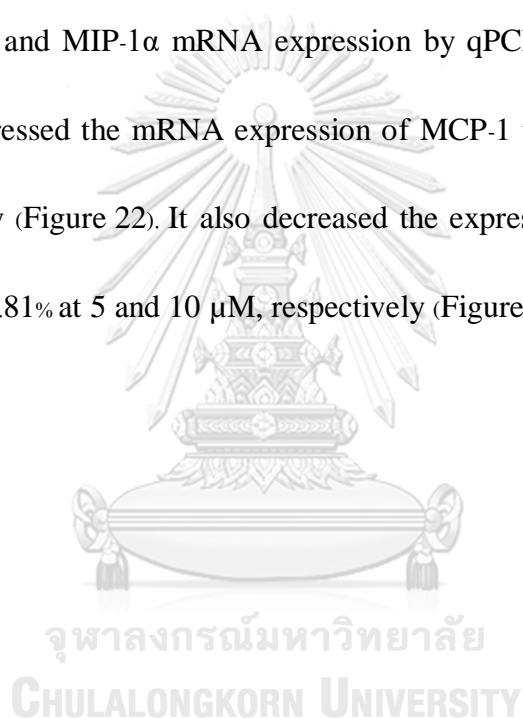 and MIP-1α mRNA expression by qPC
ressed the mRNA expression of MCP-1
(Figure 22). It also decreased the expres
.81% at 5 and 10 μM, respectively (Figure
จุฬาลงกรณ์มหาวิทยาลัย
CHULALONGKORN UNIVERSITY